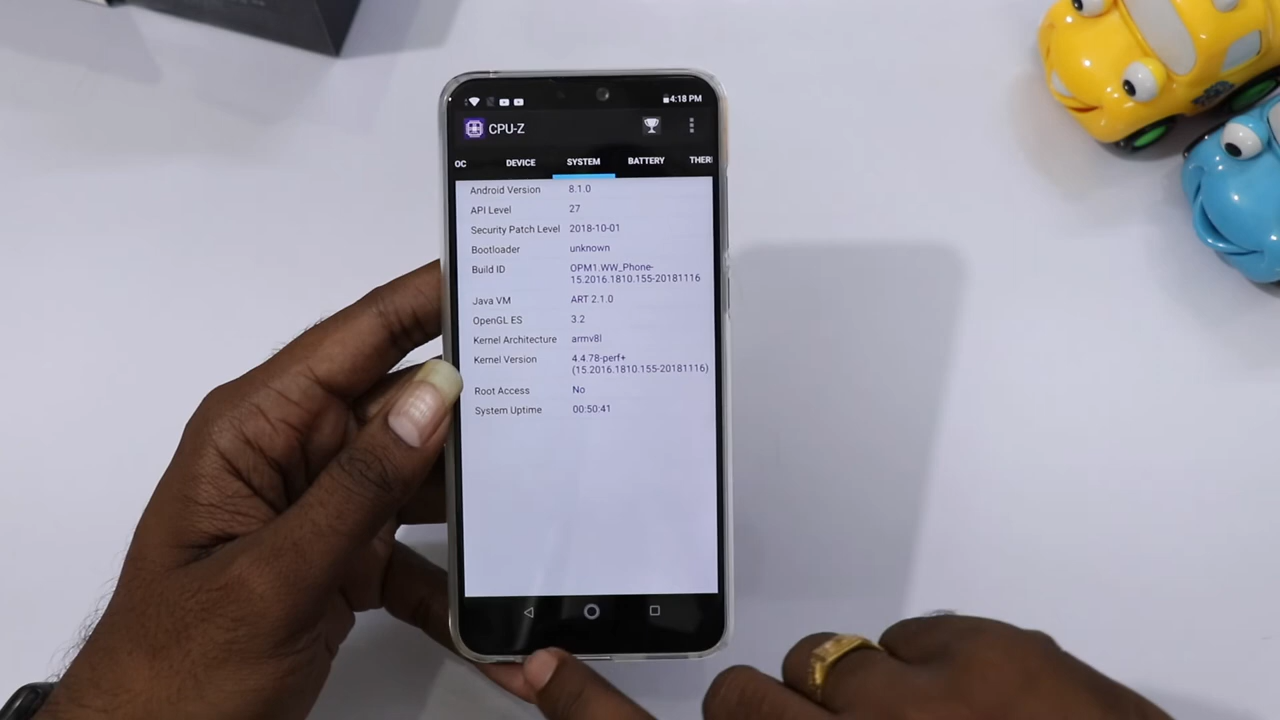 4:18 PM
CPU-Z
OC DEVICE SYSTEM BATTERY THER
Android Version 8.1.0
API Level 27
Security Patch Level 2018-10-01
Bootloader unknown
Build ID OPM1.WW_Phone-
15.2016.1810.155-20181116
Java VM ART 2.1.0
OpenGL ES 3.2
Kernel Architecture armv8l
Kernel Version 4.4.78-perf+
(15.2016.1810.155-20181116)
Root Access No
System Uptime 00:50:41